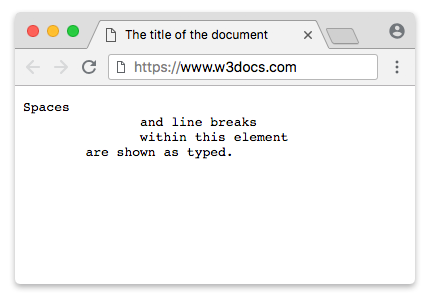 The title of the document
https://www.w3docs.com
Spaces
and line breaks
within this element
are shown as typed.